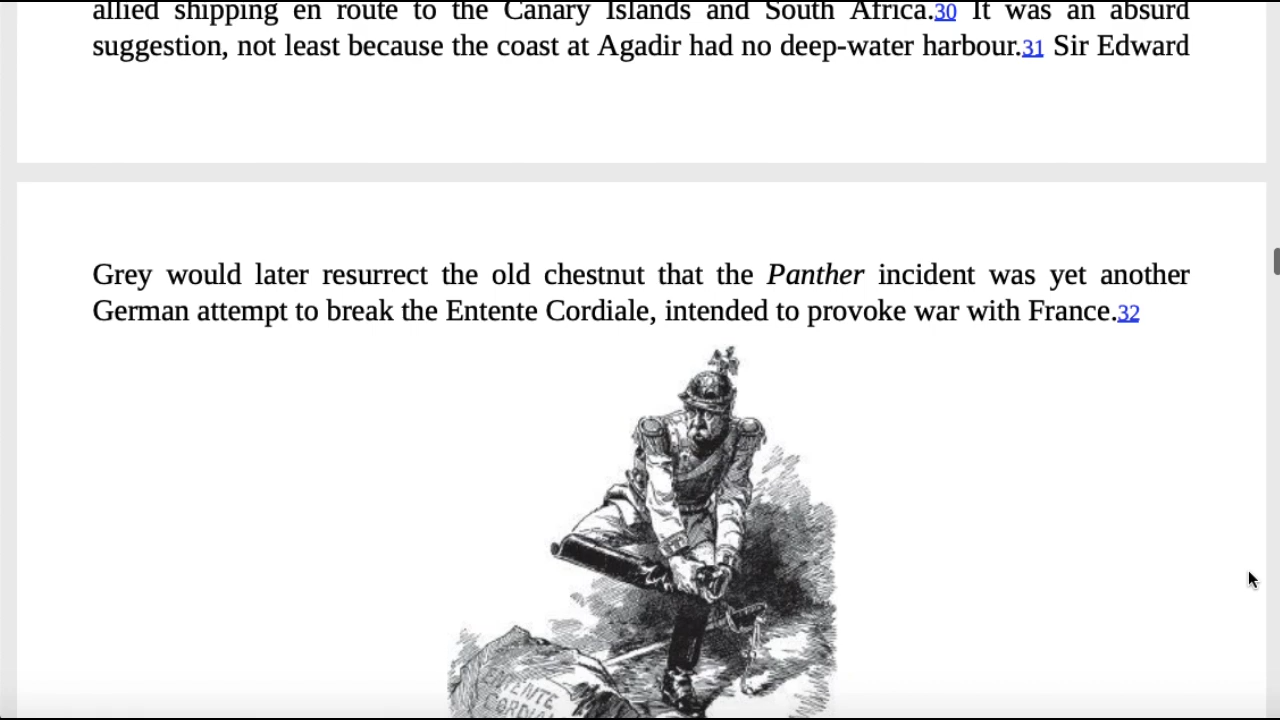 allied shipping en route to the Canary Islands and South Africa.30 It was an absurd
suggestion, not least because the coast at Agadir had no deep-water harbour.31 Sir Edward
Grey would later resurrect the old chestnut that the Panther incident was yet another
German attempt to break the Entente Cordiale, intended to provoke war with France.32
ENTENTE